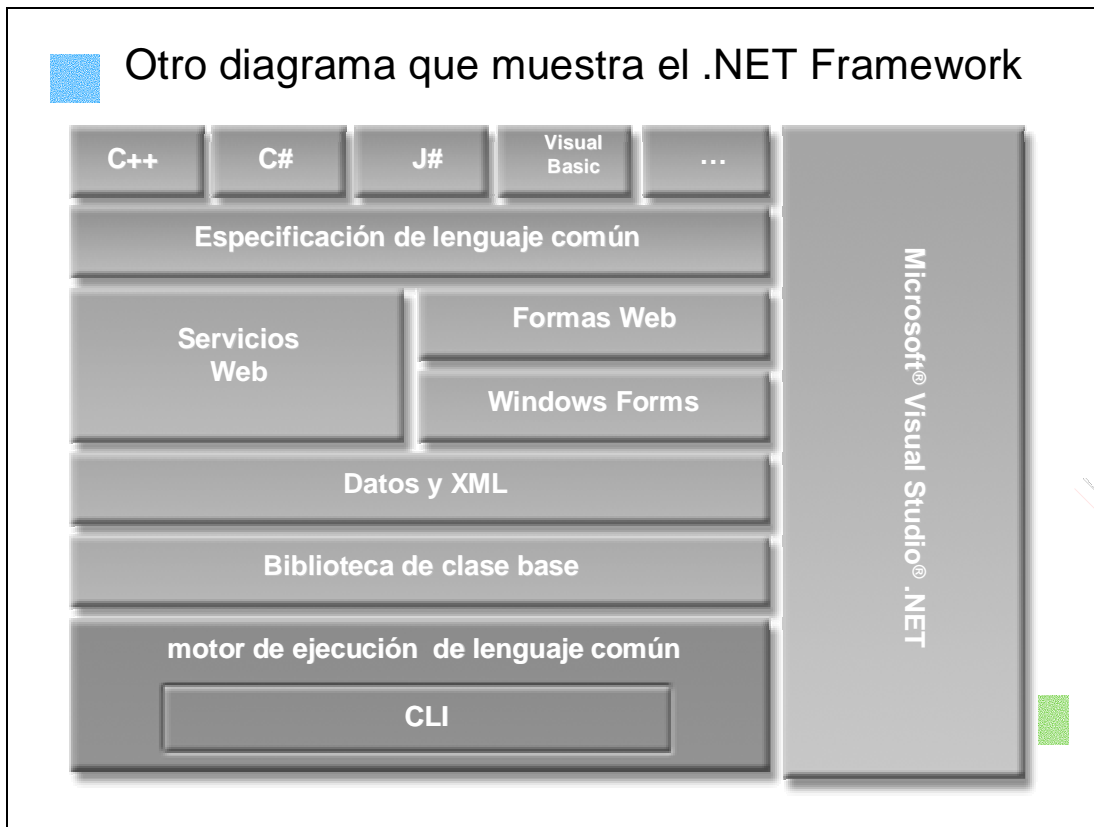 Otro diagrama que muestra el .NET Framework
C++
C#
J#
Visual
Basic
...
Especificación de lenguaje común
Servicios
Web
Formas Web
Windows Forms
Datos y XML
Biblioteca de clase base
motor de ejecución  de lenguaje común
CLI
Microsoft® Visual Studio® .NET